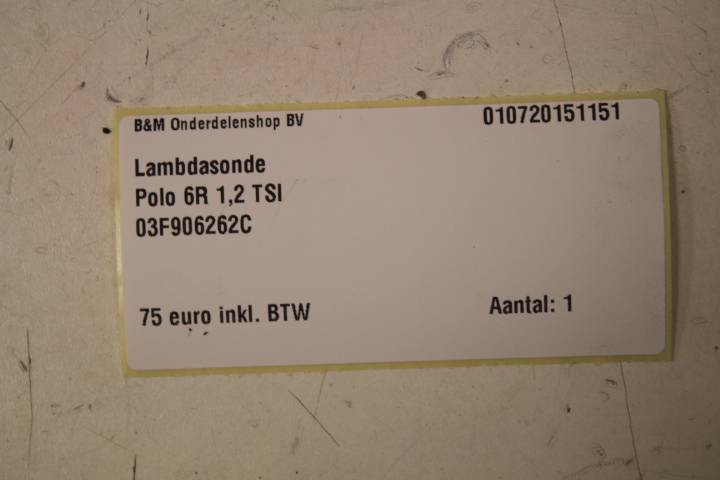 B&M Onderdelenshop BV 010720151151
Lambdasonde
Polo 6R 1,2 TSI
03F906262C
75 euro inkl. BTW Aantal: 1